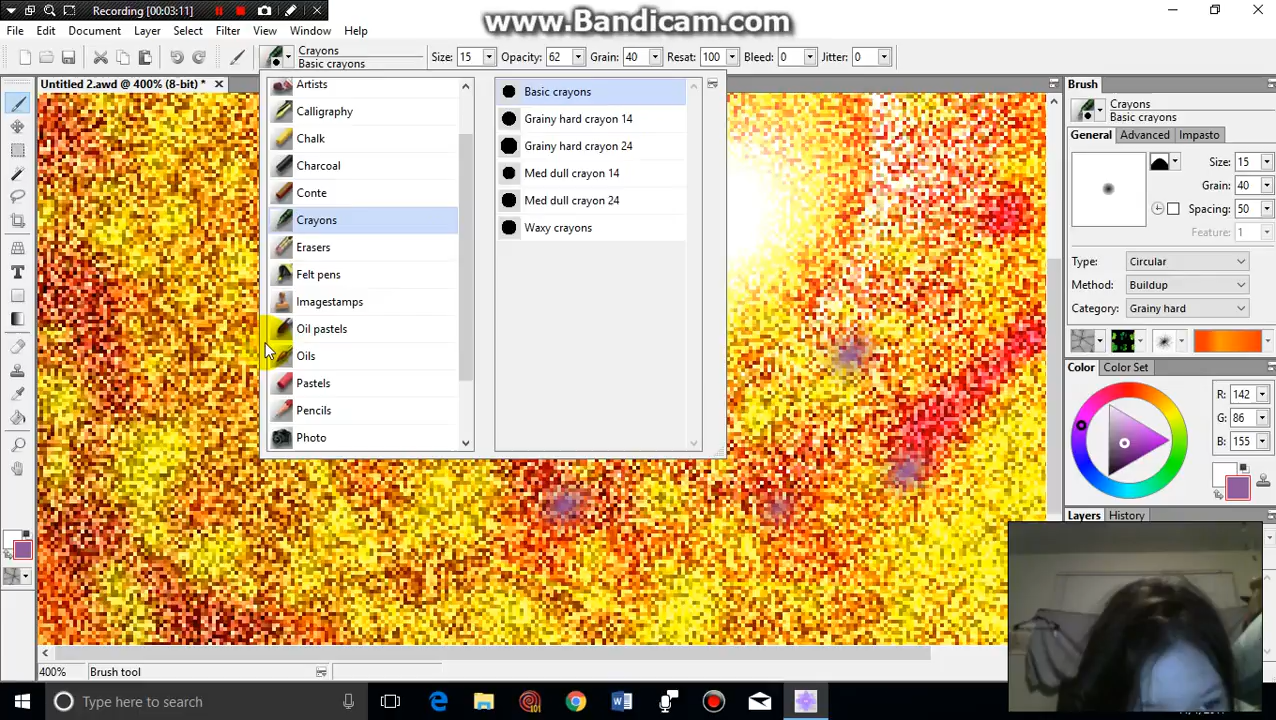 Recording [00:03:11]
www.Bandicam.com
File Edit Document Layer Select Filter View Window Help
Crayons
Basic crayons
Size: 15 Opacity: 62 Grain: 40 Resat: 100 Bleed: 0 Jitter: 0
Untitled 2.awd @ 400% (8-bit) *
Artists
Calligraphy
Chalk
Charcoal
Conte
Crayons
Erasers
Felt pens
Imagestamps
Oil pastels
Oils
Pastels
Pencils
Photo
Basic crayons
Grainy hard crayon 14
Grainy hard crayon 24
Med dull crayon 14
Med dull crayon 24
Waxy crayons
Brush
Crayons
Basic crayons
General Advanced Impasto
Size: 15
Grain: 40
Spacing: 50
Feature: 1
Type: Circular
Method: Buildup
Category: Grainy hard
Color Color Set
R: 142
G: 86
B: 155
Layers History
400% Brush tool
Type here to search
101